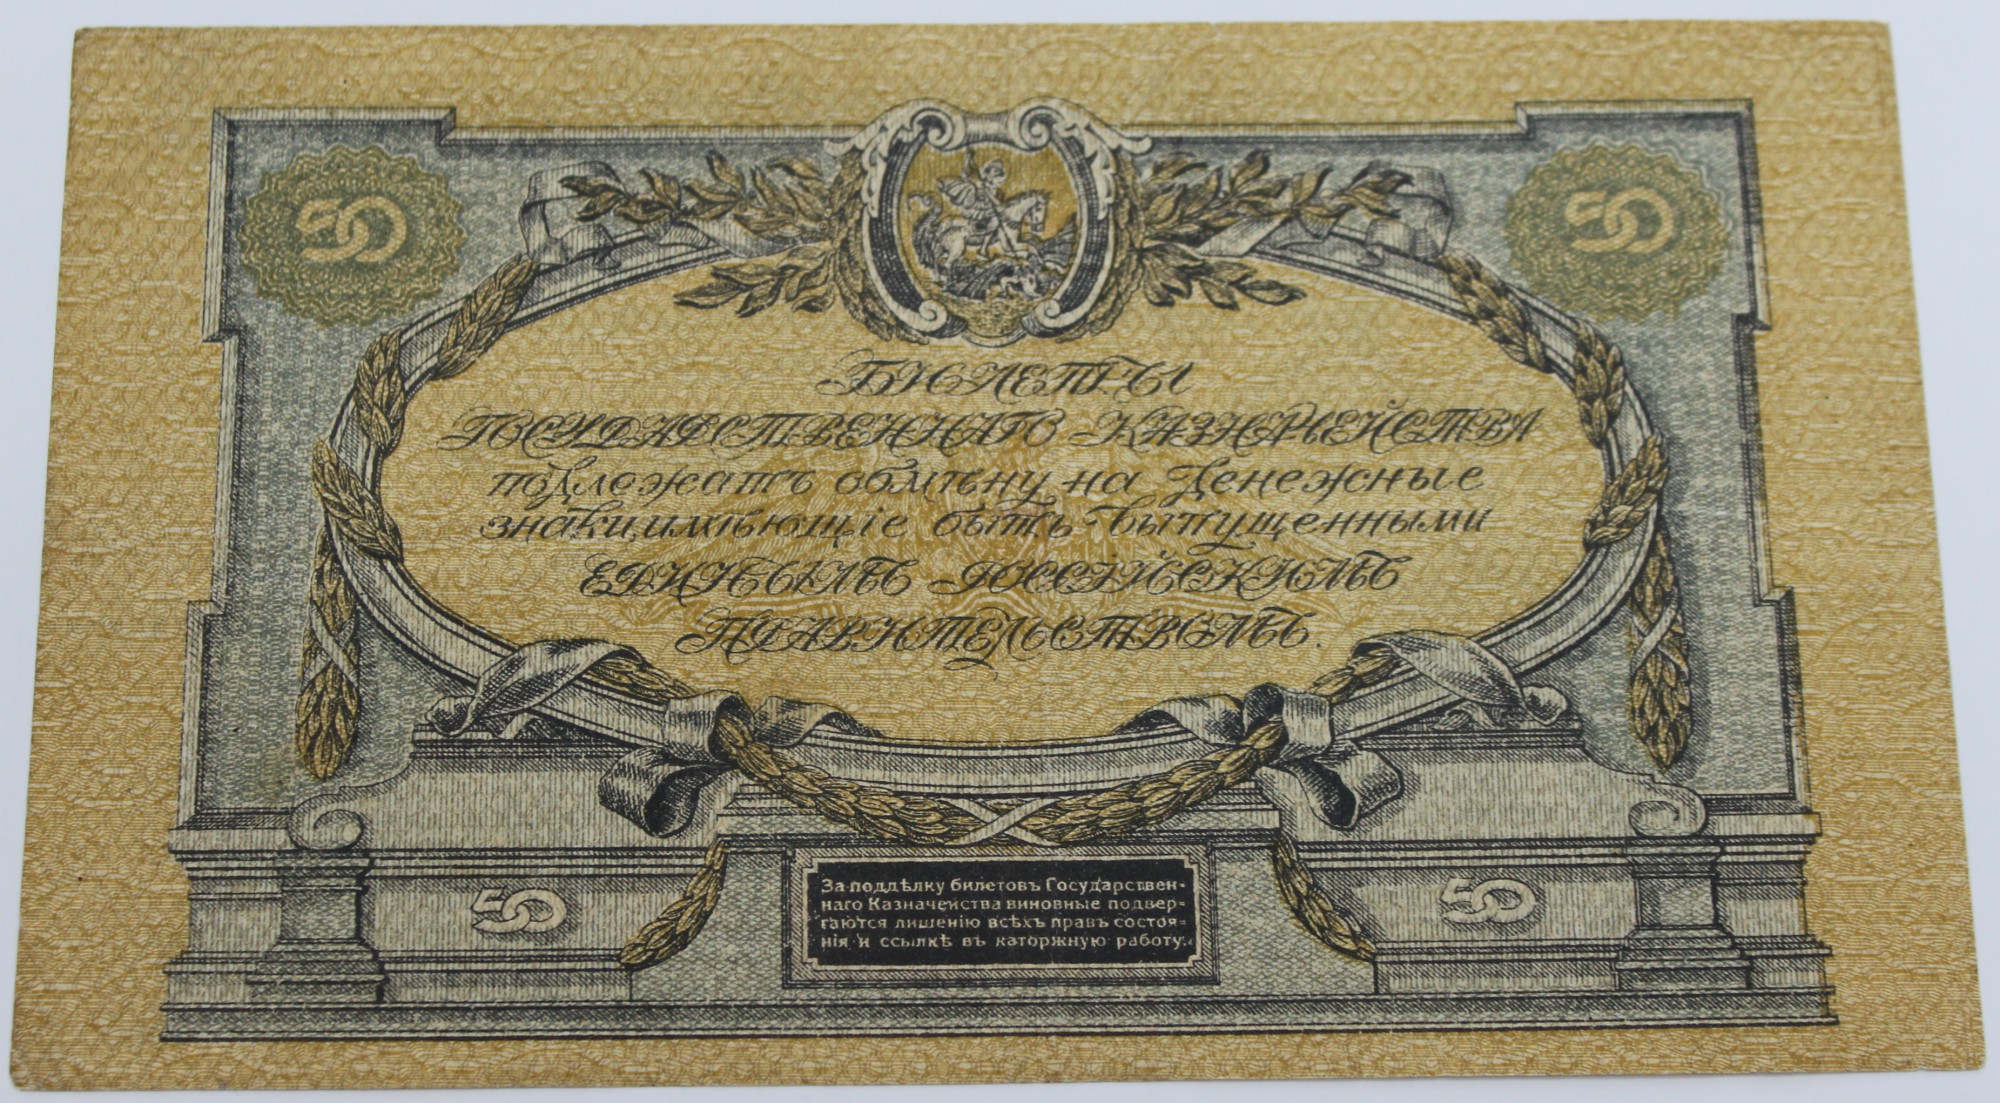 50 50
БИЛЕТЫ
ГОСУДАРСТВЕННАГО КАЗНАЧЕЙСТВА
подлежатъ обмѣну на денежные
знаки, имѣющіе быть выпущенными
ЕДИНЫМЪ РОССІЙСКИМЪ
ПРАВИТЕЛЬСТВОМЪ.
50 50
За поддѣлку билетовъ Государствен-
наго Казначейства виновные подвер-
гаются лишенію всѣхъ правъ состоя-
нія и ссылкѣ въ каторжную работу.